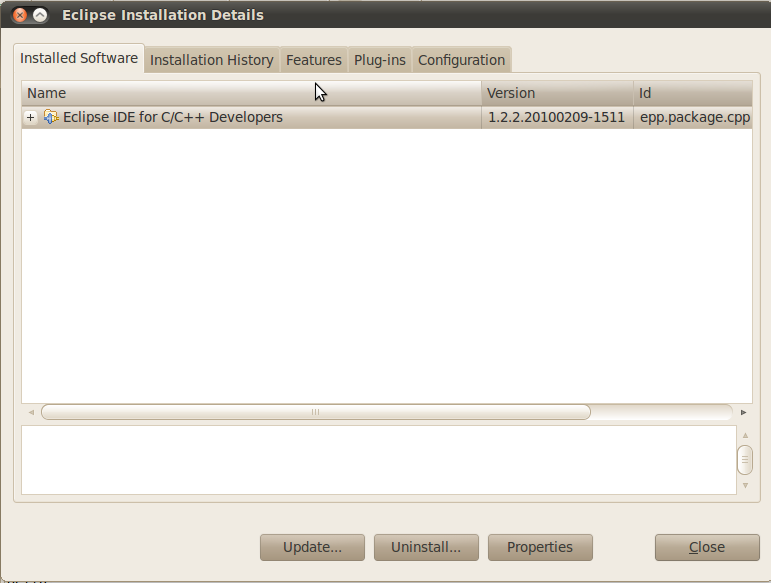 Eclipse Installation Details
Installed Software Installation History Features Plug-ins Configuration
Name Version Id
Eclipse IDE for C/C++ Developers 1.2.2.20100209-1511 epp.package.cpp
Update... Uninstall... Properties Close